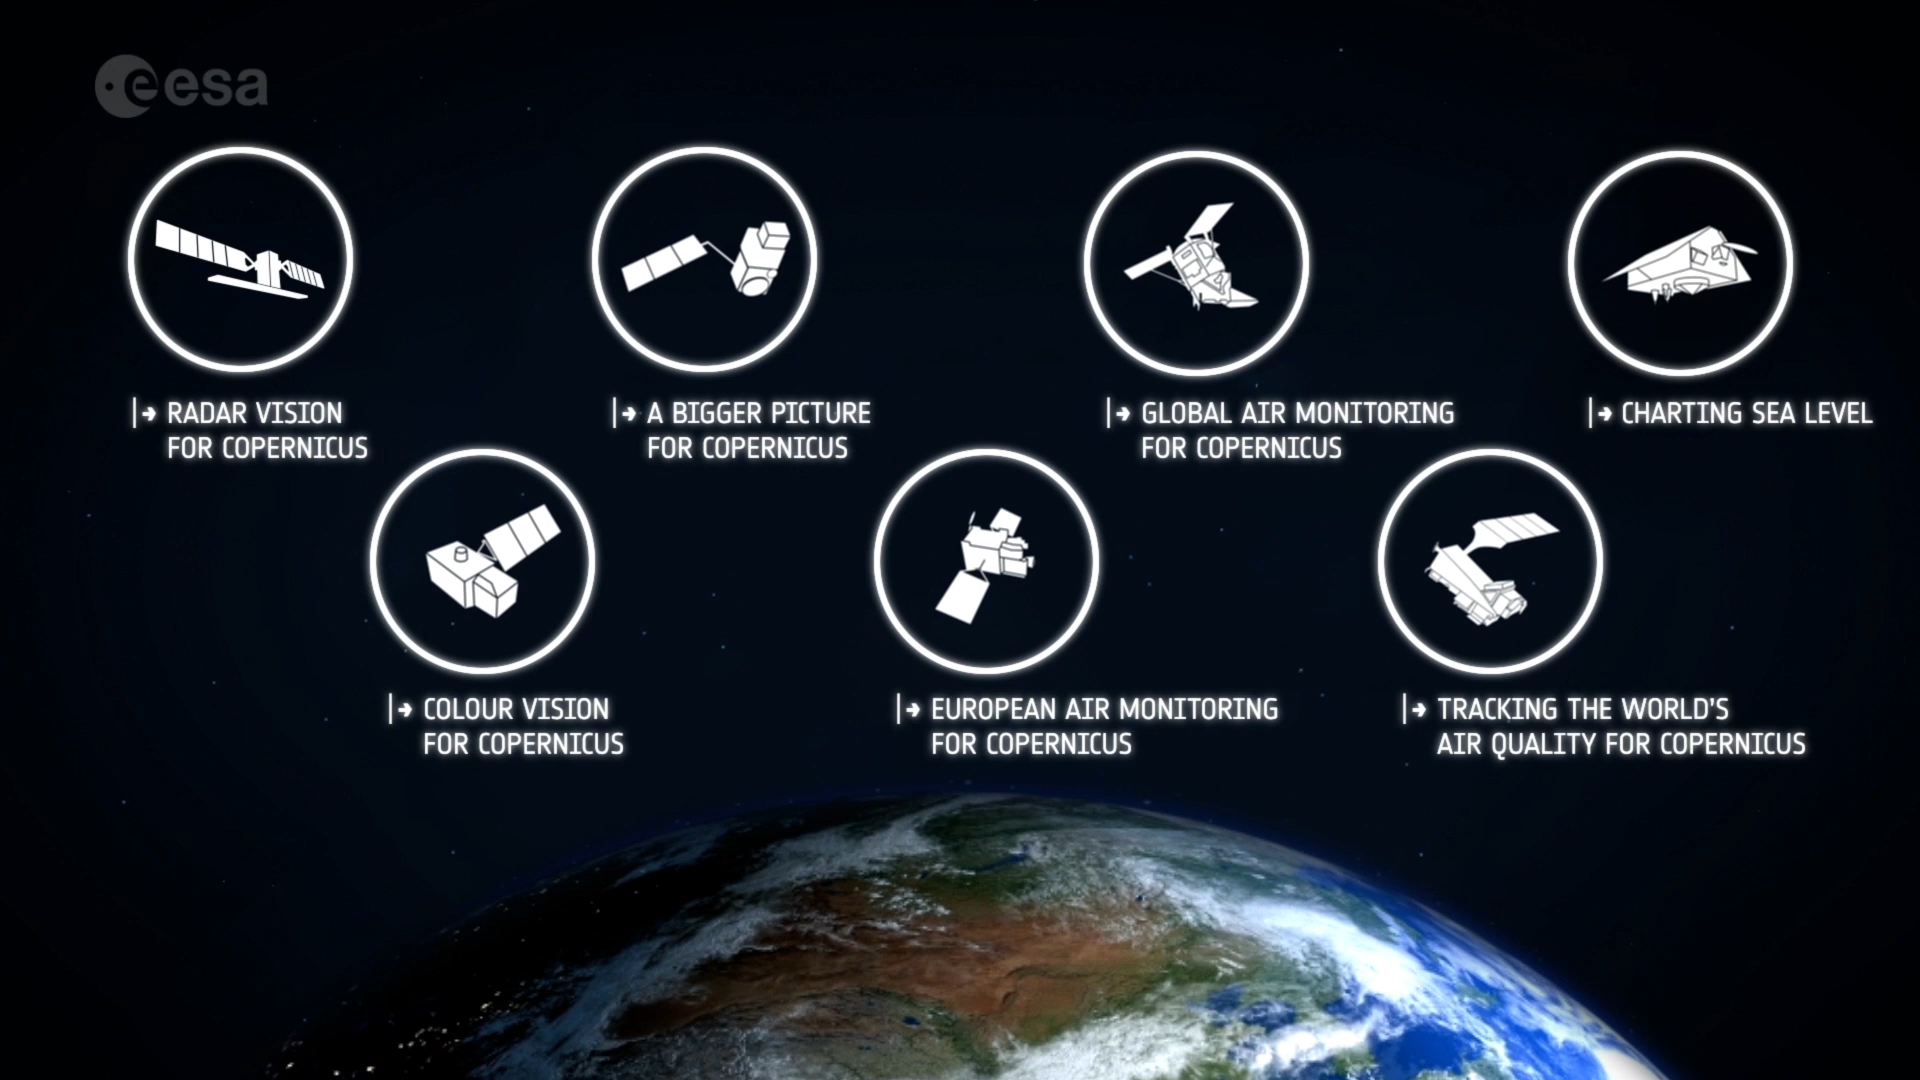 esa
RADAR VISION
FOR COPERNICUS
A BIGGER PICTURE
FOR COPERNICUS
GLOBAL AIR MONITORING
FOR COPERNICUS
CHARTING SEA LEVEL
COLOUR VISION
FOR COPERNICUS
EUROPEAN AIR MONITORING
FOR COPERNICUS
TRACKING THE WORLD'S
AIR QUALITY FOR COPERNICUS